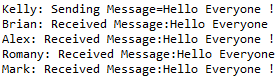 Kelly: Sending Message=Hello Everyone !
Brian: Received Message:Hello Everyone !
Alex: Received Message:Hello Everyone !
Romany: Received Message:Hello Everyone
Mark: Received Message:Hello Everyone !